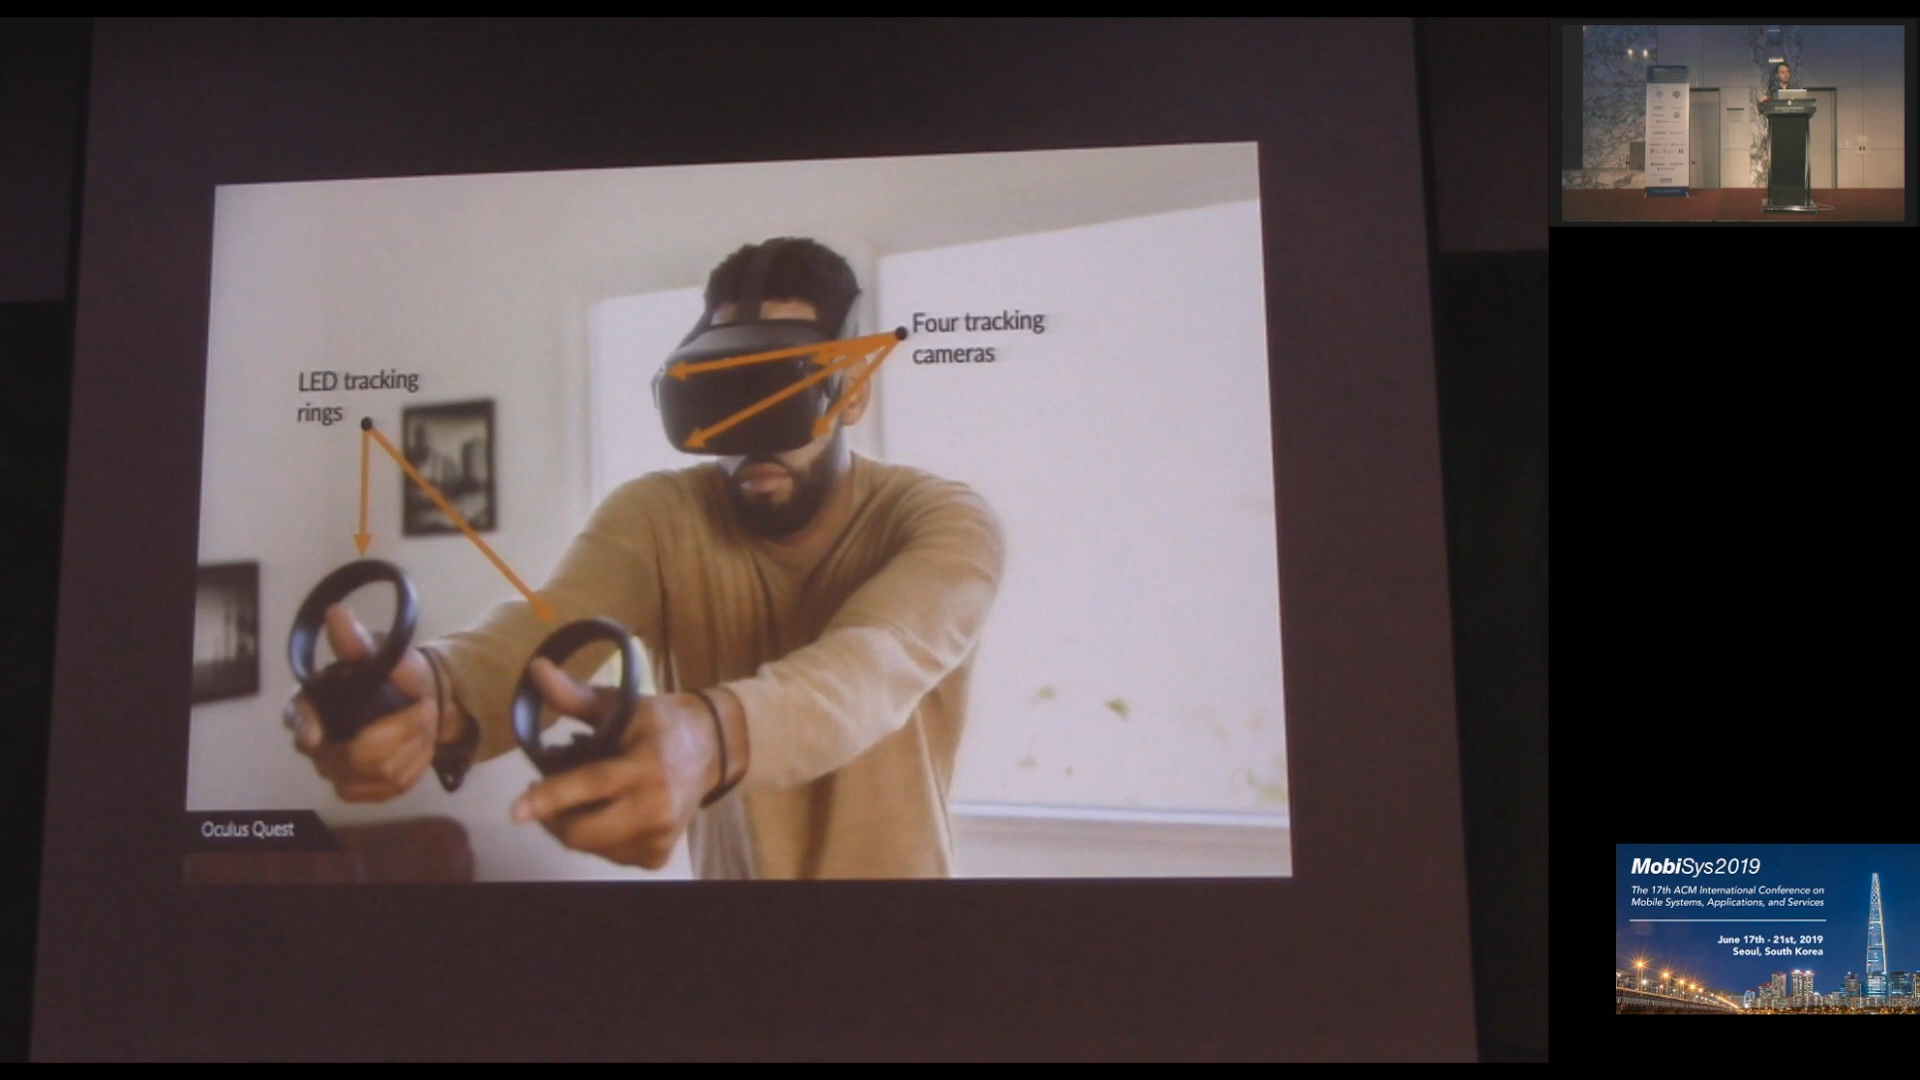 Four tracking
cameras
LED tracking
rings
Oculus Quest
MobiSys2019
The 17th ACM International Conference on
Mobile Systems, Applications, and Services
June 17th - 21st, 2019
Seoul, South Korea